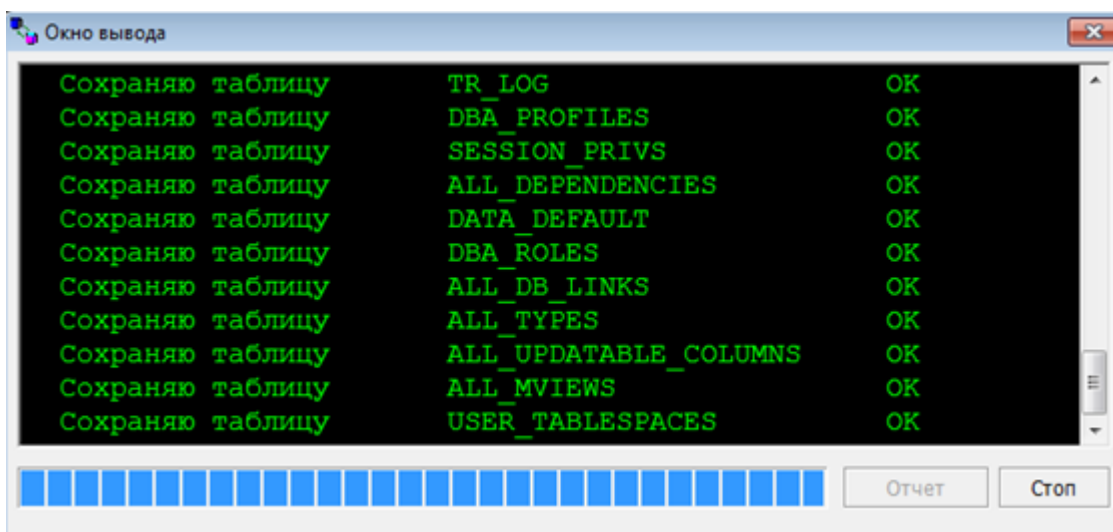 Окно вывода
Сохраняю таблицу TR_LOG OK
Сохраняю таблицу DBA_PROFILES OK
Сохраняю таблицу SESSION_PRIVS OK
Сохраняю таблицу ALL_DEPENDENCIES OK
Сохраняю таблицу DATA_DEFAULT OK
Сохраняю таблицу DBA_ROLES OK
Сохраняю таблицу ALL_DB_LINKS OK
Сохраняю таблицу ALL_TYPES OK
Сохраняю таблицу ALL_UPDATABLE_COLUMNS OK
Сохраняю таблицу ALL_MVIEWS OK
Сохраняю таблицу USER_TABLESPACES OK
Отчет Стоп